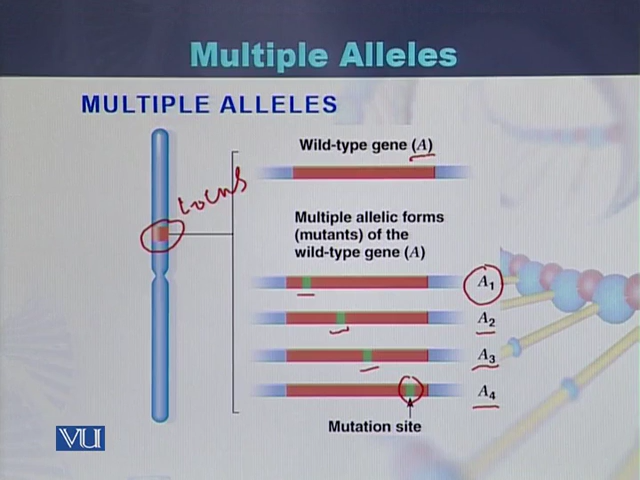 Multiple Alleles
MULTIPLE ALLELES
Wild-type gene (A)
Locus
Multiple allelic forms
(mutants) of the
wild-type gene (A)
A1
A2
A3
A4
Mutation site
VU